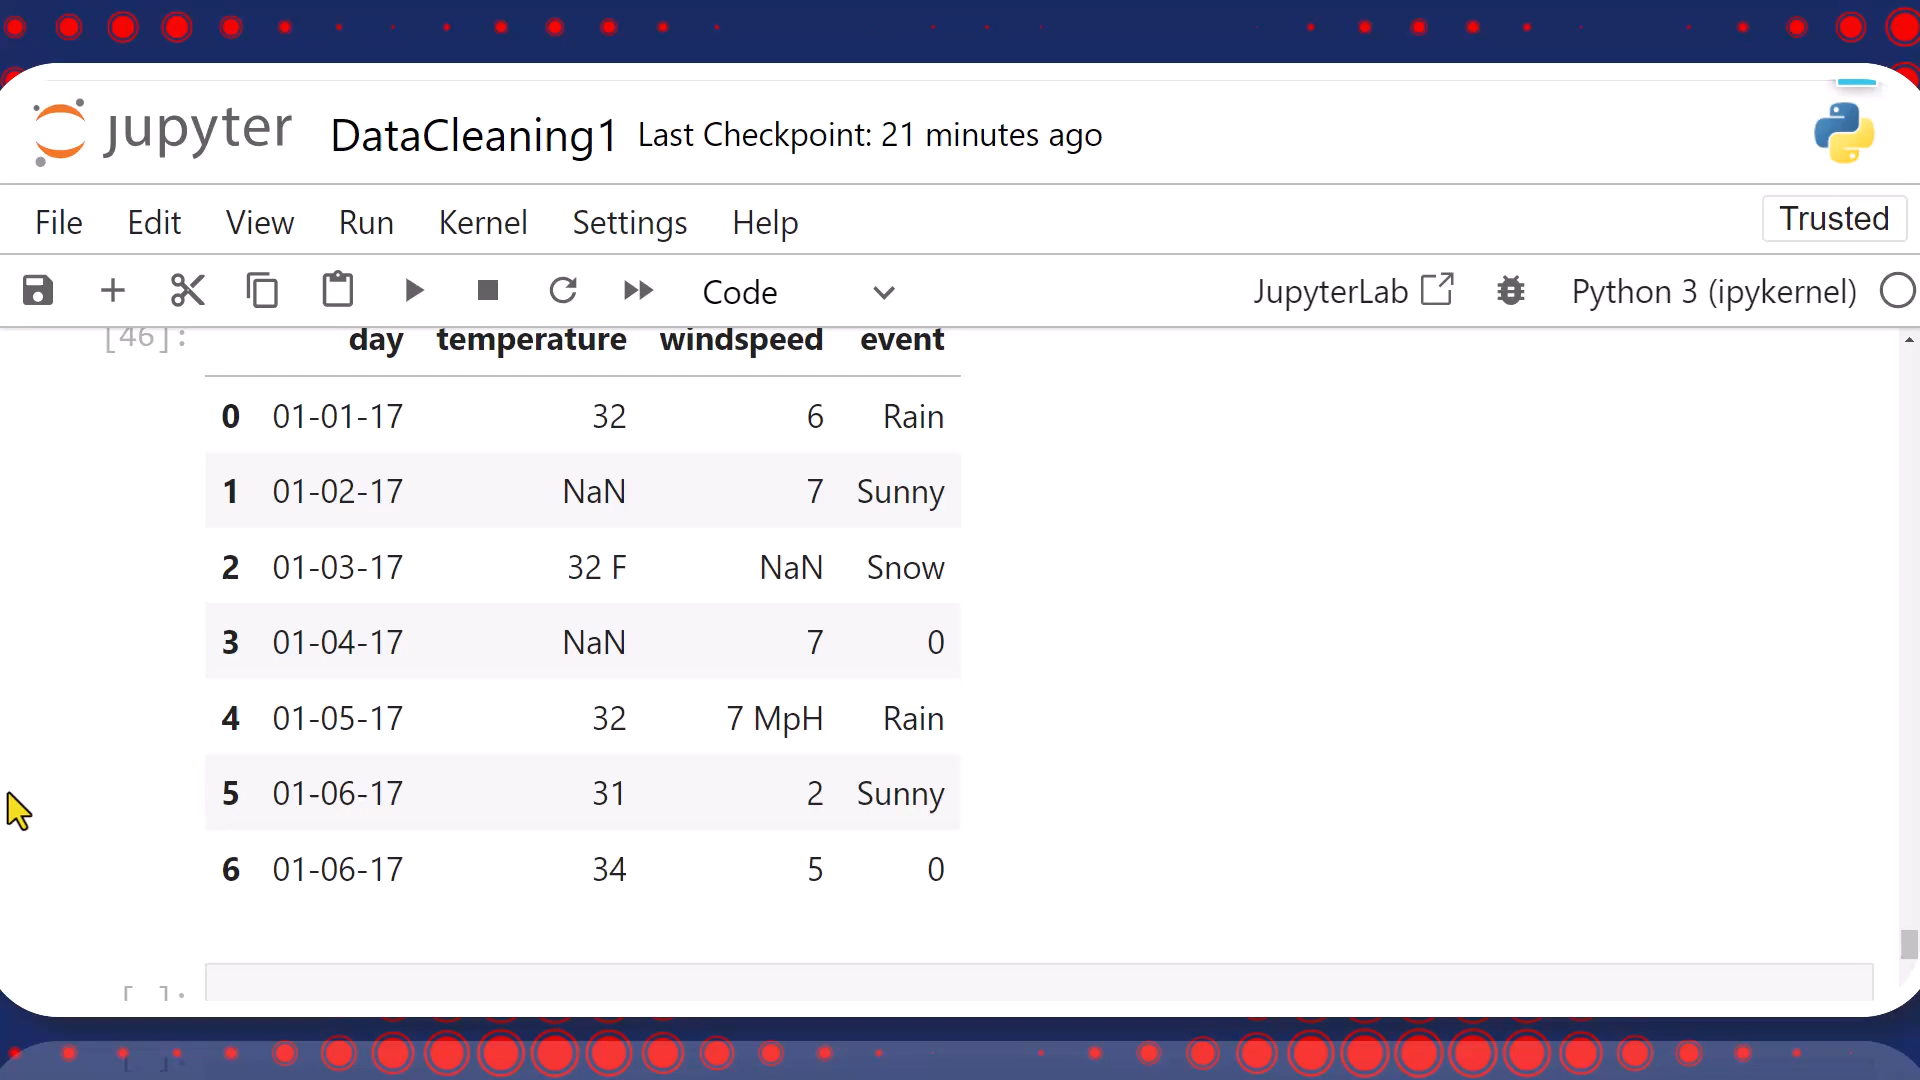 jupyter DataCleaning1 Last Checkpoint: 21 minutes ago
File Edit View Run Kernel Settings Help Trusted
Code JupyterLab Python 3 (ipykernel)
[46]: day temperature windspeed event
0 01-01-17 32 6 Rain
1 01-02-17 NaN 7 Sunny
2 01-03-17 32 F NaN Snow
3 01-04-17 NaN 7 0
4 01-05-17 32 7 MpH Rain
5 01-06-17 31 2 Sunny
6 01-06-17 34 5 0
[ ]:
[ ]: